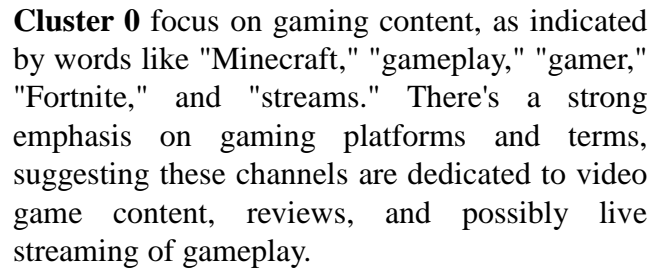 Cluster 0 focus on gaming content, as indicated
by words like "Minecraft," "gameplay," "gamer,"
"Fortnite," and "streams." There's a strong
emphasis on gaming platforms and terms,
suggesting these channels are dedicated to video
game content, reviews, and possibly live
streaming of gameplay.